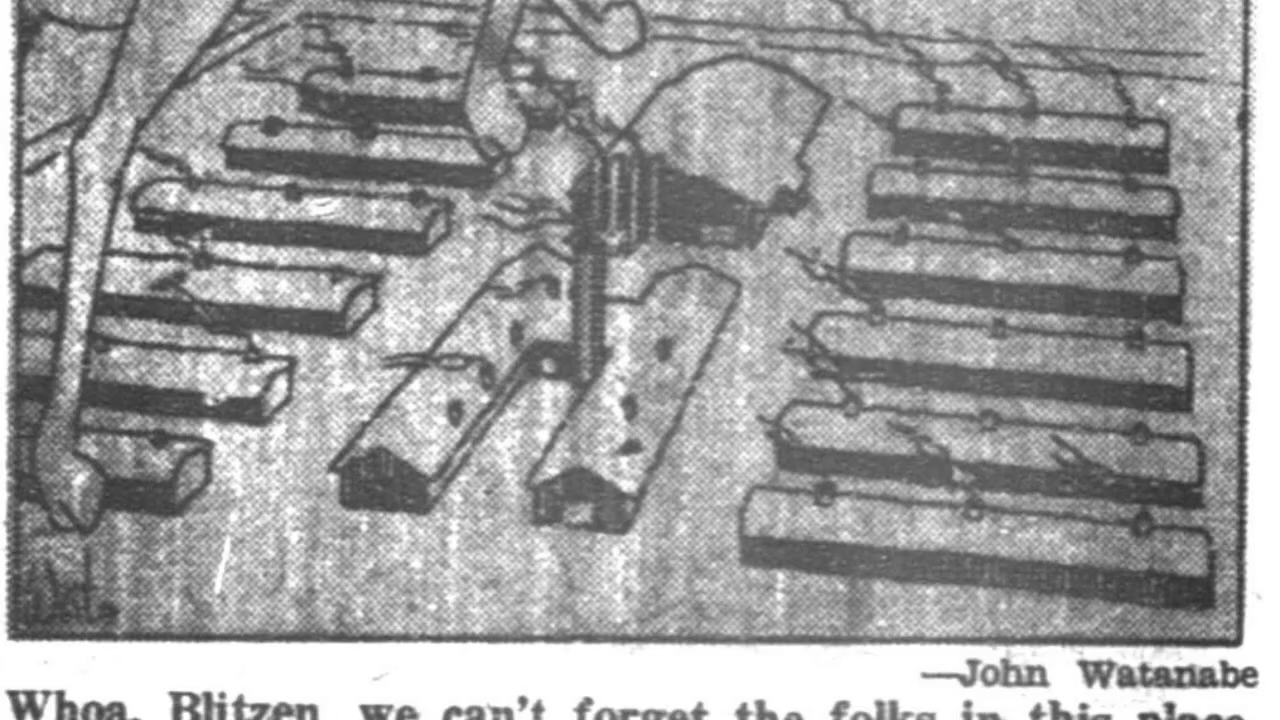 —John Watanabe
Whoa, Blitzen, we can't forget the folks in this place